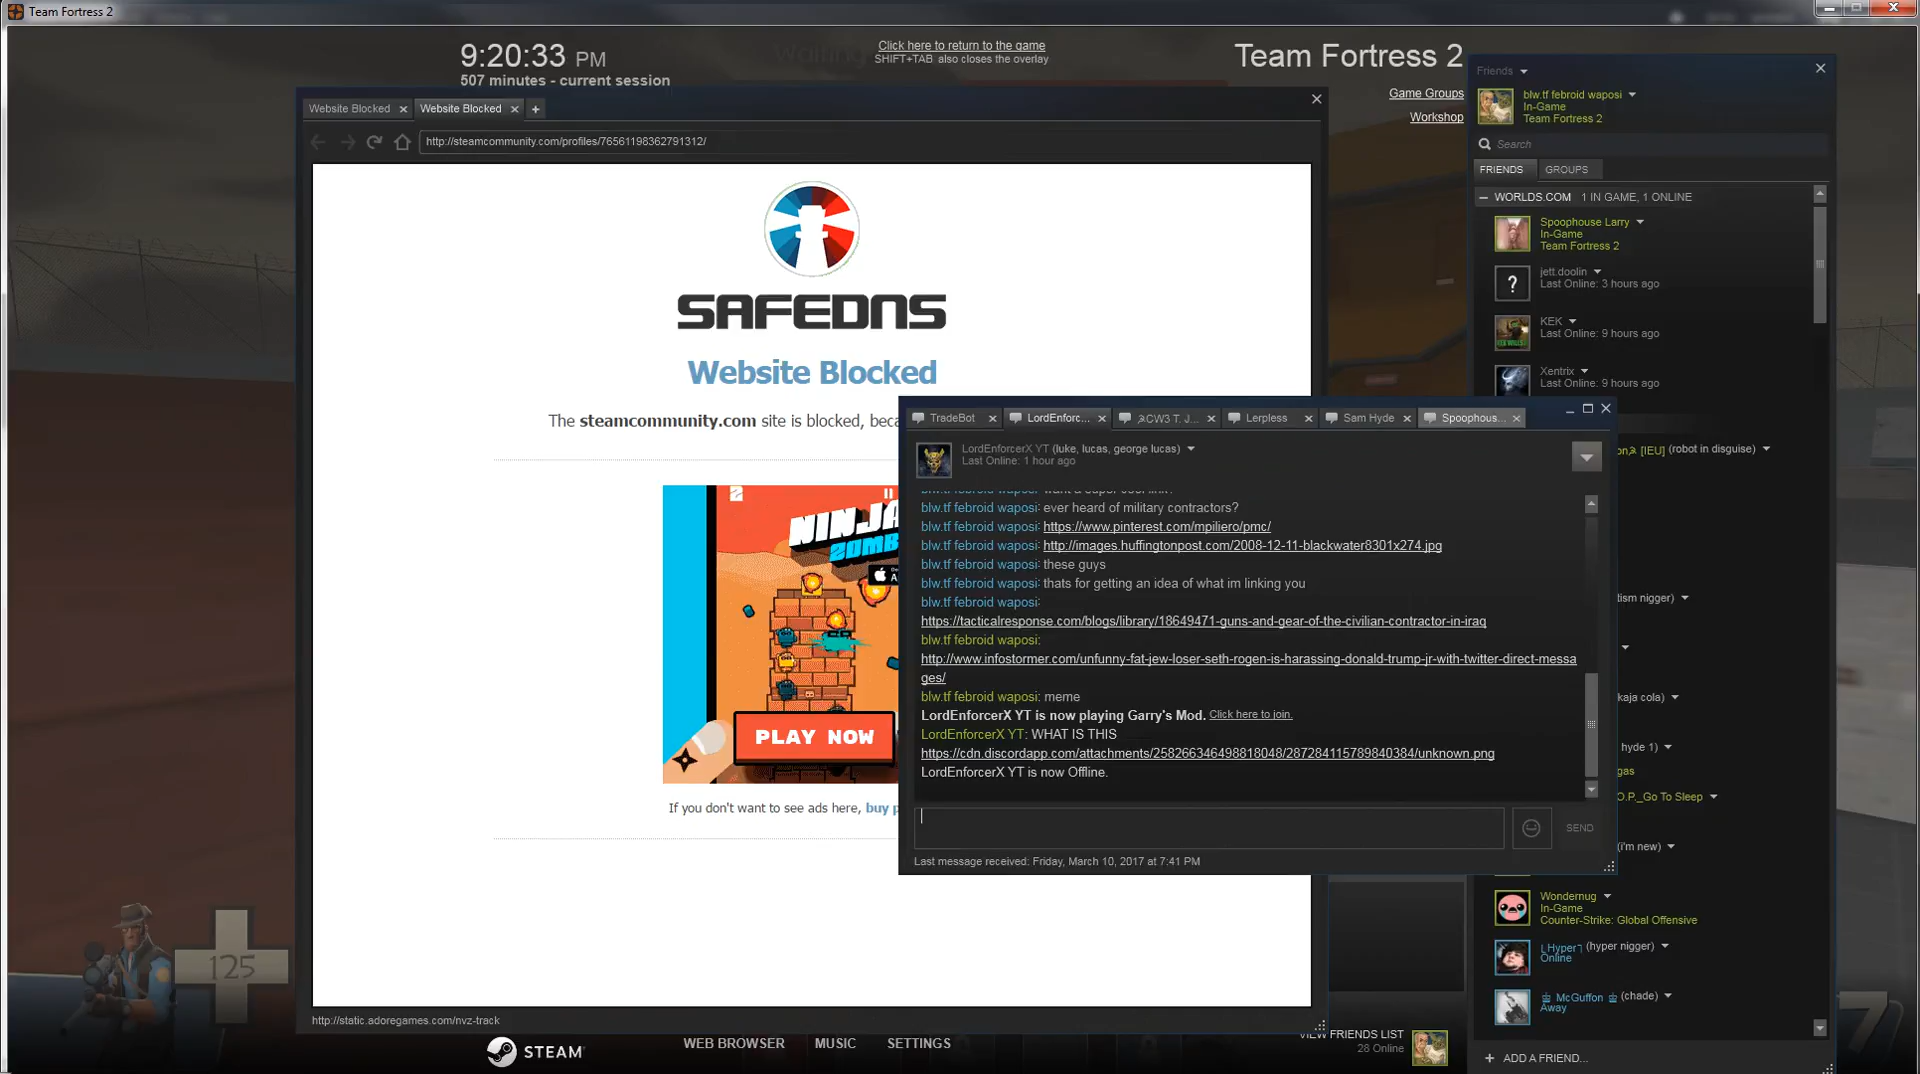 Team Fortress 2
9:20:33 PM
507 minutes - current session
Click here to return to the game
SHIFT+TAB also closes the overlay
Team Fortress 2
Game Groups
Workshop
Website Blocked
Website Blocked
http://steamcommunity.com/profiles/76561198362791312/
SAFEDNS
Website Blocked
The steamcommunity.com site is blocked, beca
NINJA
ZOMB
PLAY NOW
If you don't want to see ads here, buy p
http://static.adoregames.com/nvz-track
TradeBot
LordEnforc...
CW3 T. J...
Lerpless
Sam Hyde
Spoophous...
LordEnforcerX YT (luke, lucas, george lucas)
Last Online: 1 hour ago
blw.tf febroid waposi: want a super cool link?
blw.tf febroid waposi: ever heard of military contractors?
blw.tf febroid waposi: https://www.pinterest.com/mpiliero/pmc/
blw.tf febroid waposi: http://images.huffingtonpost.com/2008-12-11-blackwater8301x274.jpg
blw.tf febroid waposi: these guys
blw.tf febroid waposi: thats for getting an idea of what im linking you
blw.tf febroid waposi:
https://tacticalresponse.com/blogs/library/18649471-guns-and-gear-of-the-civilian-contractor-in-iraq
blw.tf febroid waposi:
http://www.infostormer.com/unfunny-fat-jew-loser-seth-rogen-is-harassing-donald-trump-jr-with-twitter-direct-messa
ges/
blw.tf febroid waposi: meme
LordEnforcerX YT is now playing Garry's Mod. Click here to join.
LordEnforcerX YT: WHAT IS THIS
https://cdn.discordapp.com/attachments/258266346498818048/287284115789840384/unknown.png
LordEnforcerX YT is now Offline.
SEND
Last message received: Friday, March 10, 2017 at 7:41 PM
Friends
blw.tf febroid waposi
In-Game
Team Fortress 2
Search
FRIENDS
GROUPS
WORLDS.COM 1 IN GAME, 1 ONLINE
Spoophouse Larry
In-Game
Team Fortress 2
jett.doolin
Last Online: 3 hours ago
KEK
Last Online: 9 hours ago
Xentrix
Last Online: 9 hours ago
[IEU] (robot in disguise)
tism nigger)
kaja cola)
hyde 1)
gas
O.P._Go To Sleep
(i'm new)
Wondernug
In-Game
Counter-Strike: Global Offensive
Hyper (hyper nigger)
Online
McGuffon (chade)
Away
ADD A FRIEND...
125
STEAM
WEB BROWSER
MUSIC
SETTINGS
VIEW FRIENDS LIST
28 Online
7